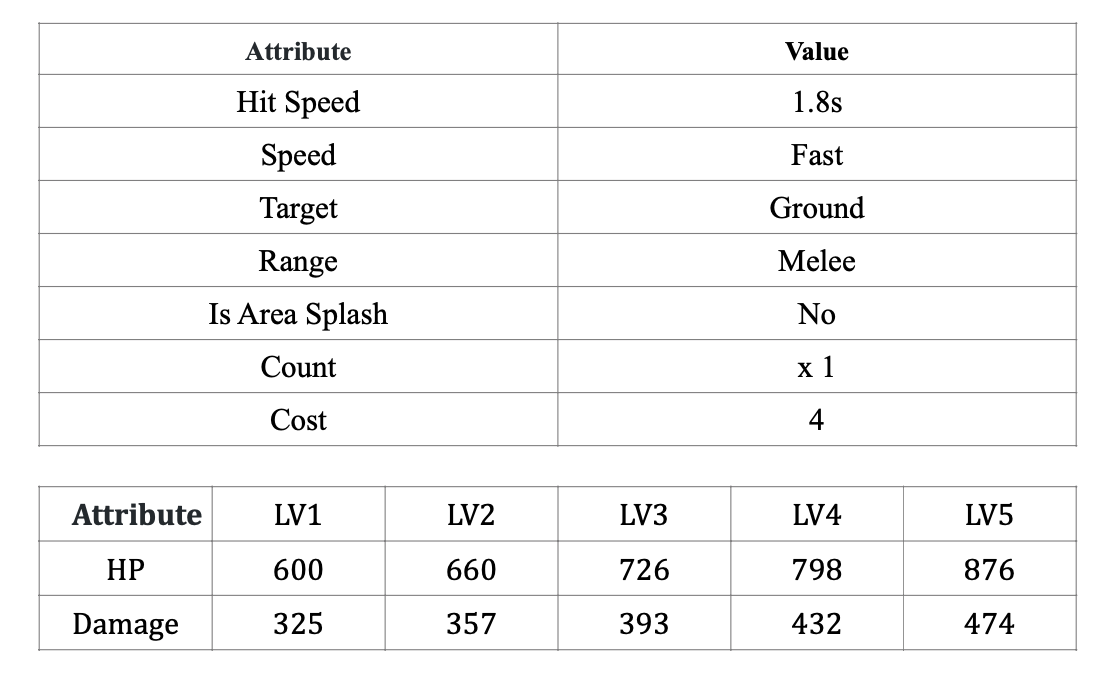 Attribute Value
Hit Speed 1.8s
Speed Fast
Target Ground
Range Melee
Is Area Splash No
Count x 1
Cost 4
Attribute LV1 LV2 LV3 LV4 LV5
HP 600 660 726 798 876
Damage 325 357 393 432 474